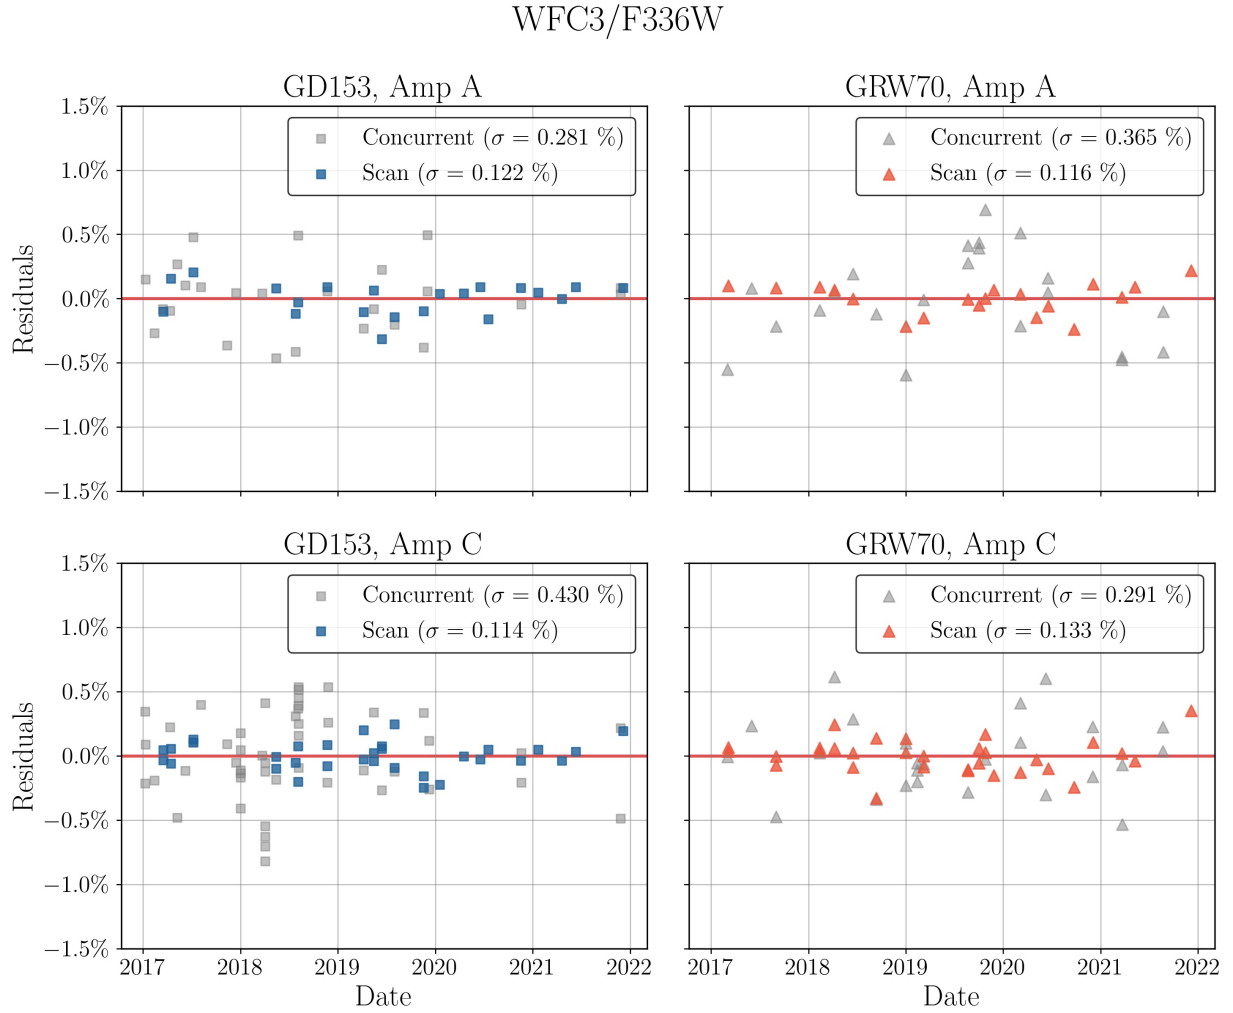 WFC3/F336W
GD153, Amp A
GRW70, Amp A
1.5%
1.0%
0.5%
0.0%
−0.5%
−1.0%
−1.5%
Residuals
Concurrent (σ = 0.281 %)
Scan (σ = 0.122 %)
Concurrent (σ = 0.365 %)
Scan (σ = 0.116 %)
GD153, Amp C
GRW70, Amp C
1.5%
1.0%
0.5%
0.0%
−0.5%
−1.0%
−1.5%
Residuals
Concurrent (σ = 0.430 %)
Scan (σ = 0.114 %)
Concurrent (σ = 0.291 %)
Scan (σ = 0.133 %)
2017 2018 2019 2020 2021 2022
2017 2018 2019 2020 2021 2022
Date
Date